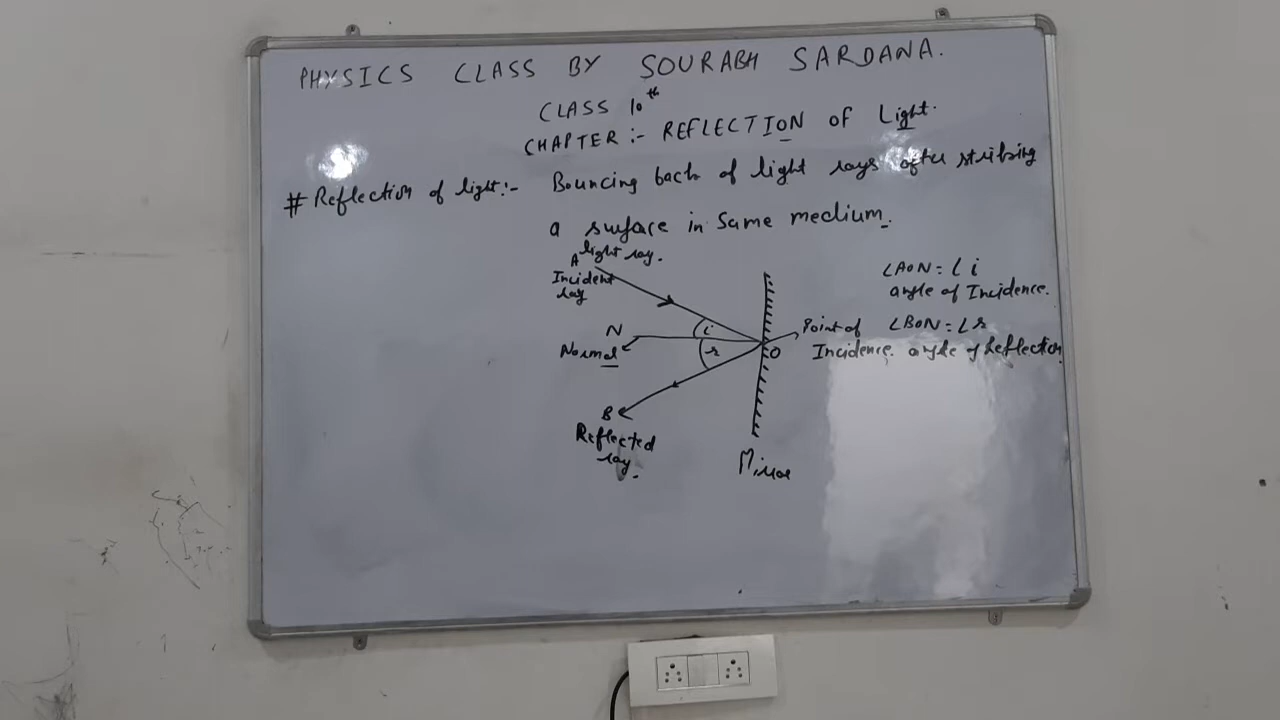 PHYSICS CLASS BY SOURABH SARDANA.
CLASS 10th
CHAPTER :- REFLECTION OF Light.
# Reflection of light:- Bouncing back of light rays after striking
a surface in Same medium.
A light ray.
Incident
ray
N
Normal
i
r
B
Reflected
ray.
O
Mirror
Point of
Incidence.
∠AON = ∠i
angle of Incidence.
∠BON = ∠r
angle of Reflection